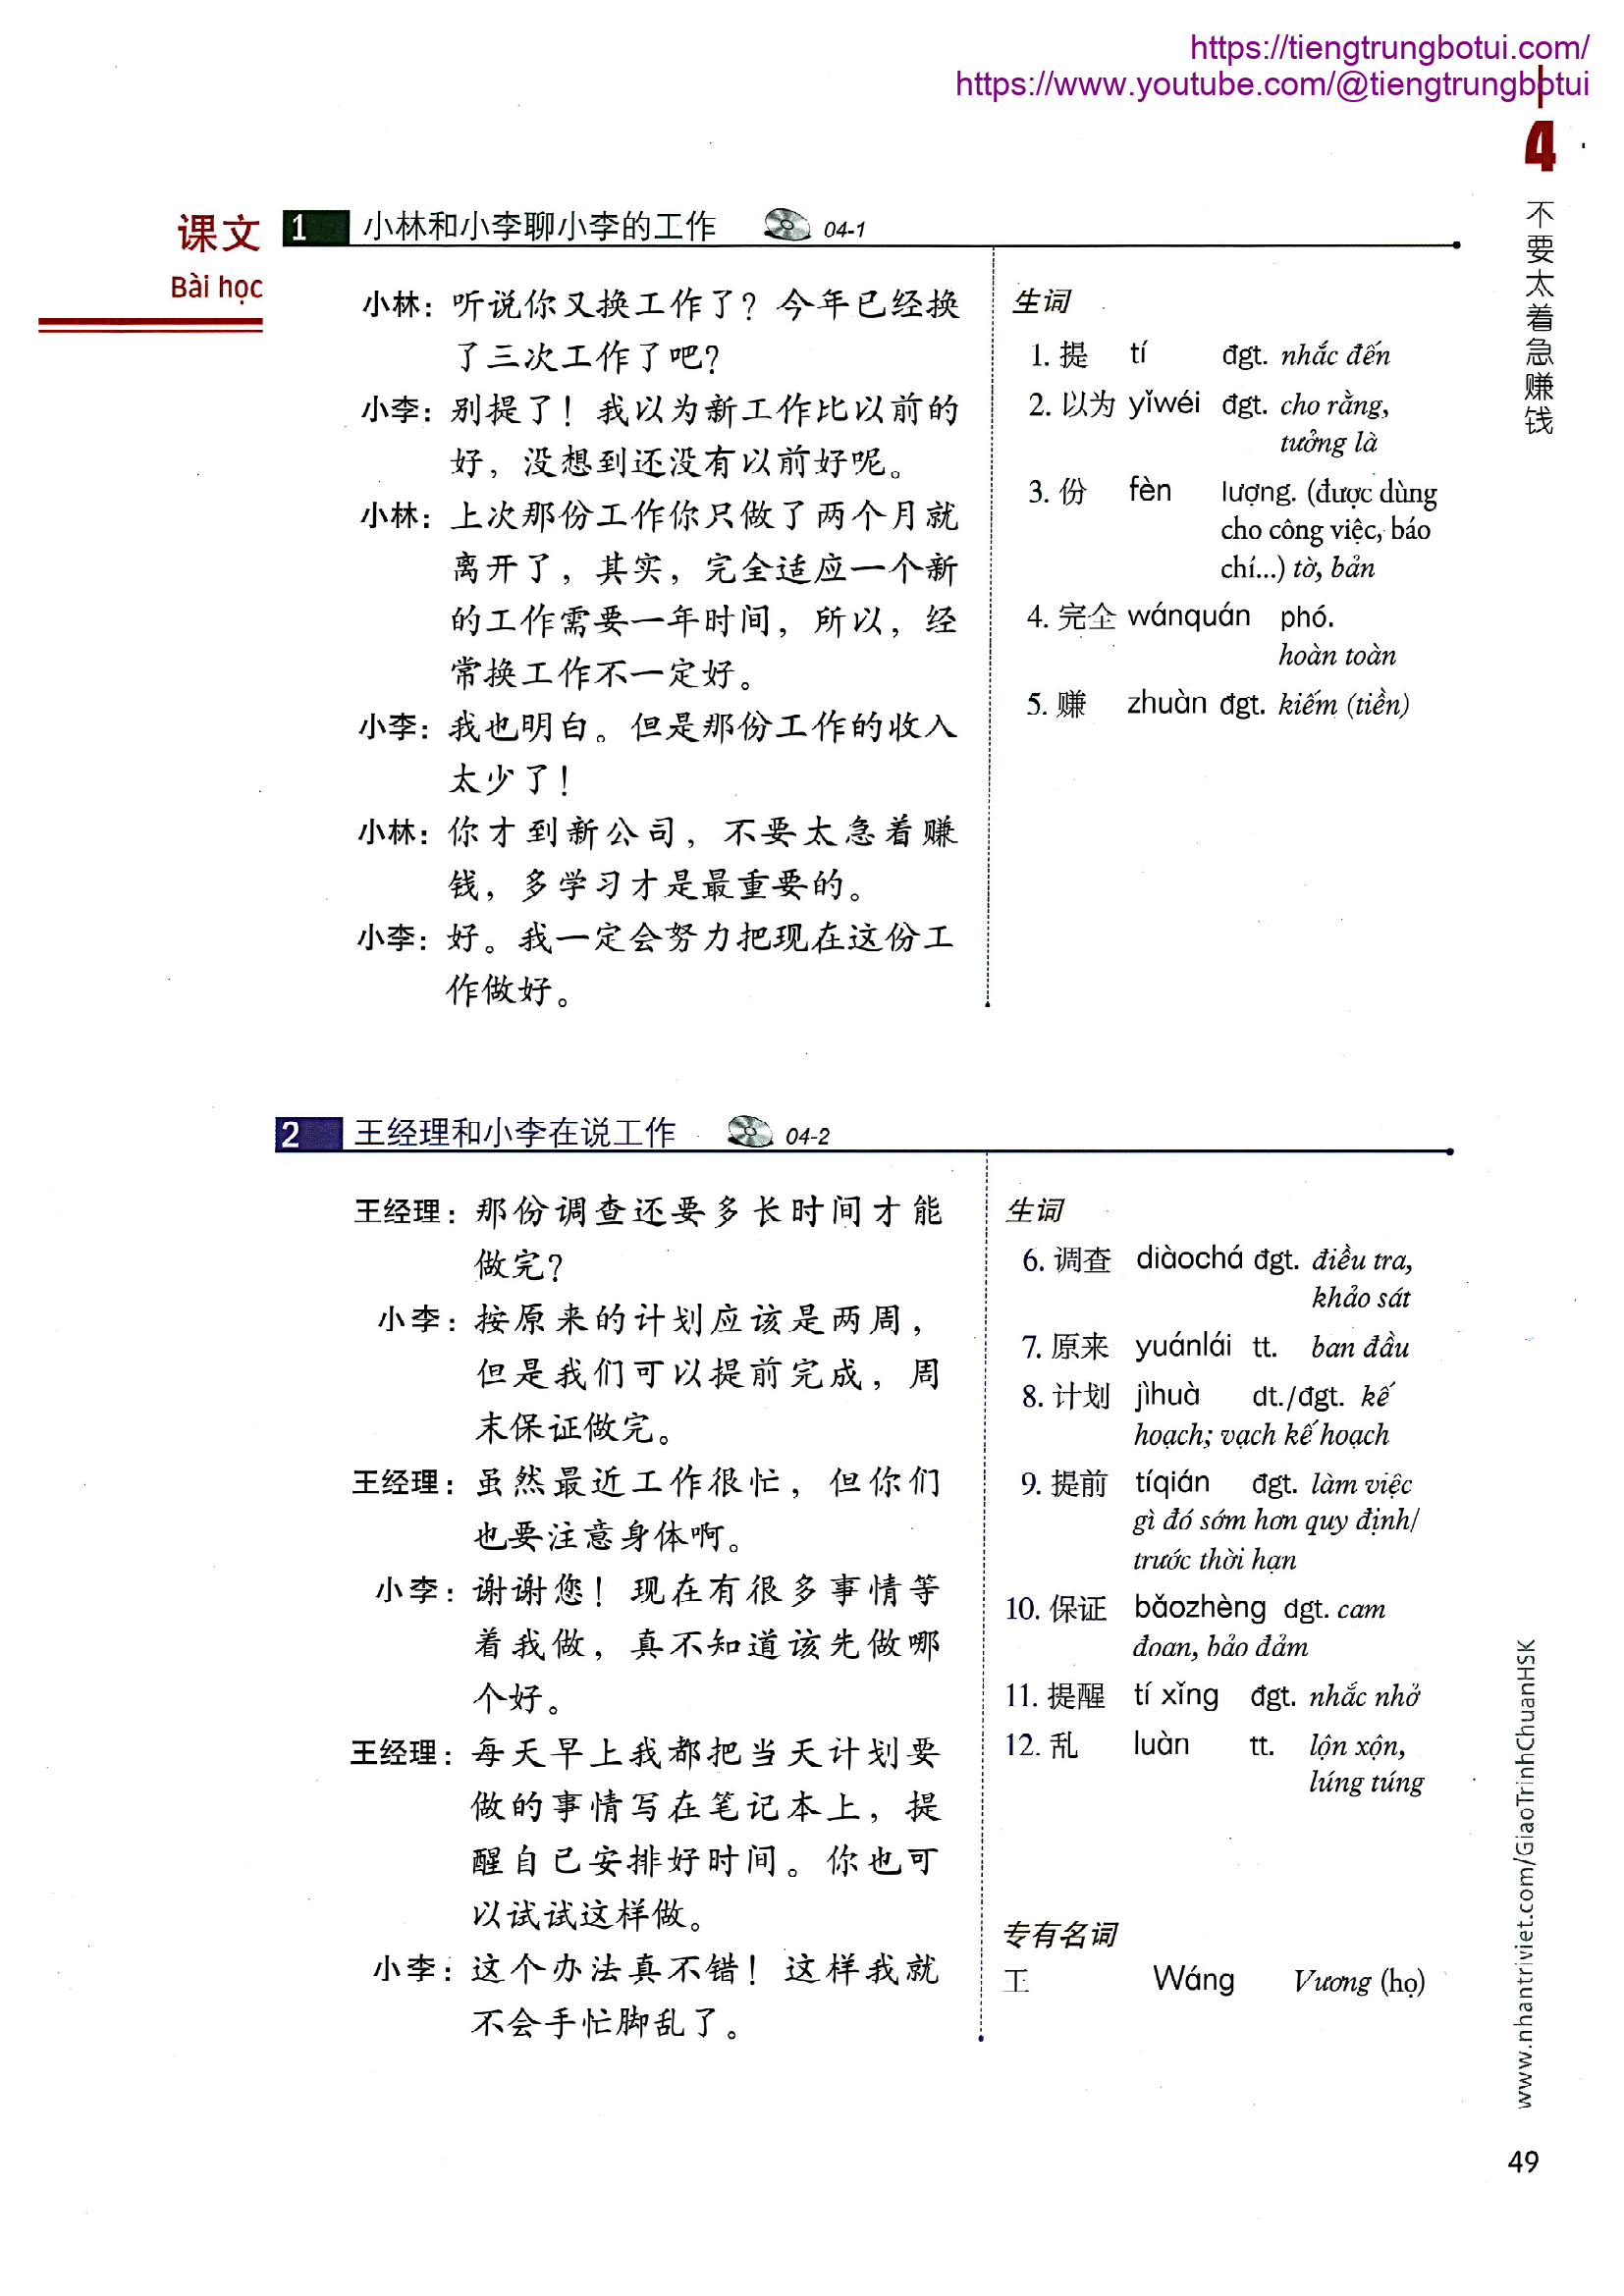 https://tiengtrungbotui.com/
https://www.youtube.com/@tiengtrungbotui
4
不要太着急赚钱
课文
Bài học
1 小林和小李聊小李的工作 04-1
小林：听说你又换工作了？今年已经换
了三次工作了吧？
小李：别提了！我以为新工作比以前的
好，没想到还没有以前好呢。
小林：上次那份工作你只做了两个月就
离开了，其实，完全适应一个新
的工作需要一年时间，所以，经
常换工作不一定好。
小李：我也明白。但是那份工作的收入
太少了！
小林：你才到新公司，不要太急着赚
钱，多学习才是最重要的。
小李：好。我一定会努力把现在这份工
作做好。
生词
1. 提 tí đgt. nhắc đến
2. 以为 yǐwéi đgt. cho rằng,
tưởng là
3. 份 fèn lượng. (được dùng
cho công việc, báo
chí...) tờ, bản
4. 完全 wánquán phó.
hoàn toàn
5. 赚 zhuàn đgt. kiếm (tiền)
2 王经理和小李在说工作 04-2
王经理：那份调查还要多长时间才能
做完？
小李：按原来的计划应该是两周，
但是我们可以提前完成，周
末保证做完。
王经理：虽然最近工作很忙，但你们
也要注意身体啊。
小李：谢谢您！现在有很多事情等
着我做，真不知道该先做哪
个好。
王经理：每天早上我都把当天计划要
做的事情写在笔记本上，提
醒自己安排好时间。你也可
以试试这样做。
小李：这个办法真不错！这样我就
不会手忙脚乱了。
生词
6. 调查 diàochá đgt. điều tra,
khảo sát
7. 原来 yuánlái tt. ban đầu
8. 计划 jìhuà dt./đgt. kế
hoạch; vạch kế hoạch
9. 提前 tíqián đgt. làm việc
gì đó sớm hơn quy định/
trước thời hạn
10. 保证 bǎozhèng đgt. cam
đoan, bảo đảm
11. 提醒 tí xǐng đgt. nhắc nhở
12. 乱 luàn tt. lộn xộn,
lúng túng
专有名词
王 Wáng Vương (họ)
www.nhantriviet.com/GiaoTrinhChuanHSK
49